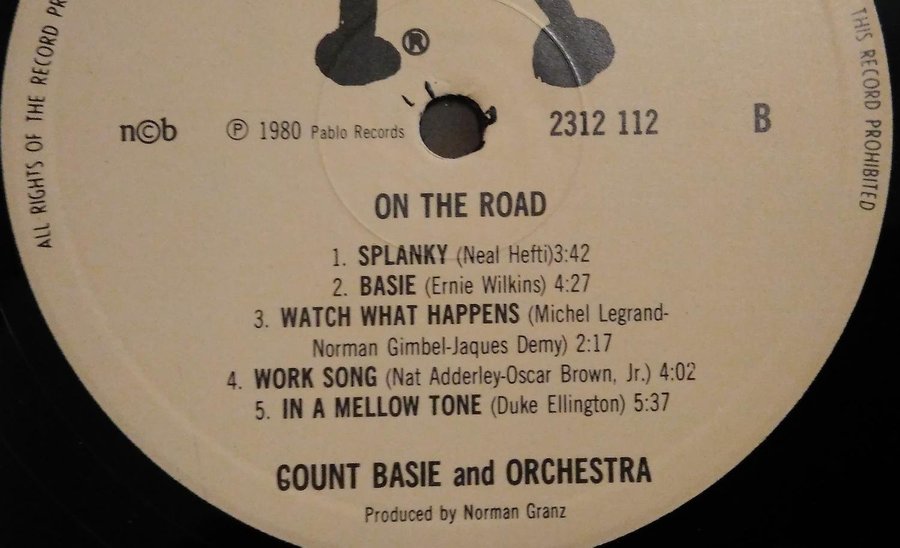 ALL RIGHTS OF THE RECORD
THIS RECORD PROHIBITED
®
n©b ℗ 1980 Pablo Records 2312 112 B
ON THE ROAD
1. SPLANKY (Neal Hefti)3:42
2. BASIE (Ernie Wilkins) 4:27
3. WATCH WHAT HAPPENS (Michel Legrand-
Norman Gimbel-Jaques Demy) 2:17
4. WORK SONG (Nat Adderley-Oscar Brown, Jr.) 4:02
5. IN A MELLOW TONE (Duke Ellington) 5:37
COUNT BASIE and ORCHESTRA
Produced by Norman Granz